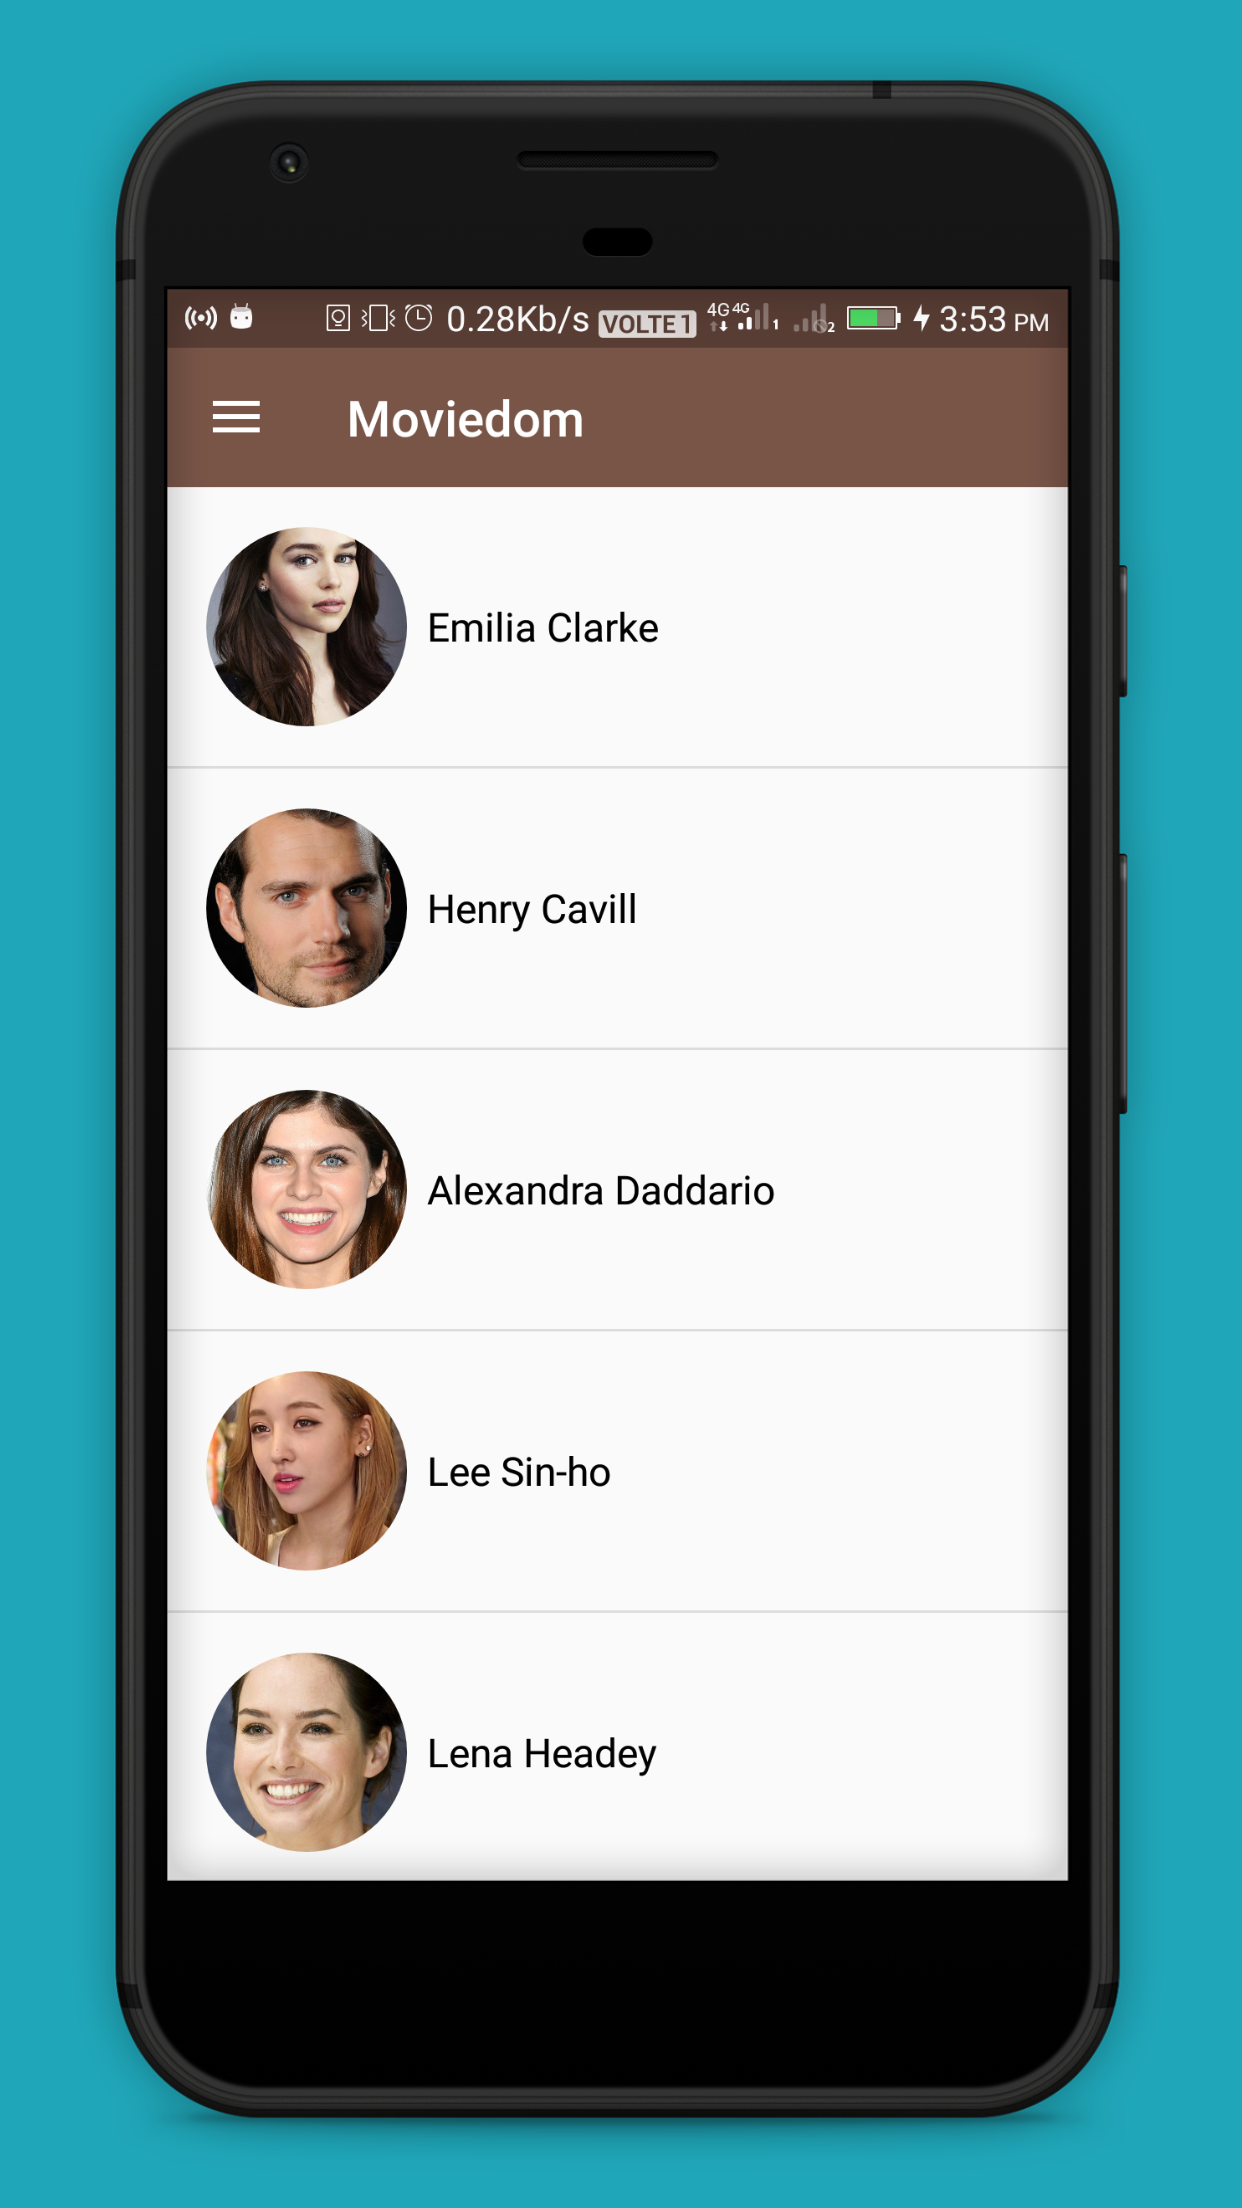 0.28Kb/s VOLTE 1 4G 4G 1 2 3:53 PM
Moviedom
Emilia Clarke
Henry Cavill
Alexandra Daddario
Lee Sin-ho
Lena Headey